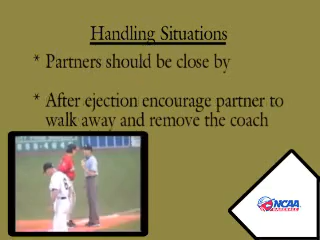 Handling Situations
* Partners should be close by
* After ejection encourage partner to
walk away and remove the coach
NCAA
BASEBALL